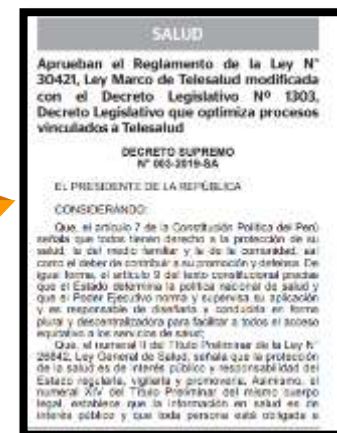 SALUD
Aprueban el Reglamento de la Ley N°
30421, Ley Marco de Telesalud modificada
con el Decreto Legislativo Nº 1303,
Decreto Legislativo que optimiza procesos
vinculados a Telesalud
DECRETO SUPREMO
N° 003-2019-SA
EL PRESIDENTE DE LA REPÚBLICA
CONSIDERANDO:
Que, el artículo 7 de la Constitución Política del Perú
señala que todos tienen derecho a la protección de su
salud, la del medio familiar y la de la comunidad, así
como el deber de contribuir a su promoción y defensa. De
igual forma, el artículo 9 del texto constitucional precisa
que el Estado determina la política nacional de salud y
que el Poder Ejecutivo norma y supervisa su aplicación
y es responsable de diseñarla y conducirla en forma
plural y descentralizadora para facilitar a todos el acceso
equitativo a los servicios de salud;
Que, el numeral II del Título Preliminar de la Ley N°
26842, Ley General de Salud, señala que la protección
de la salud es de interés público y responsabilidad del
Estado regularla, vigilarla y promoverla. Asimismo, el
numeral XIV del Título Preliminar del mismo cuerpo
legal, establece que la información en salud es de
interés público y que toda persona está obligada a